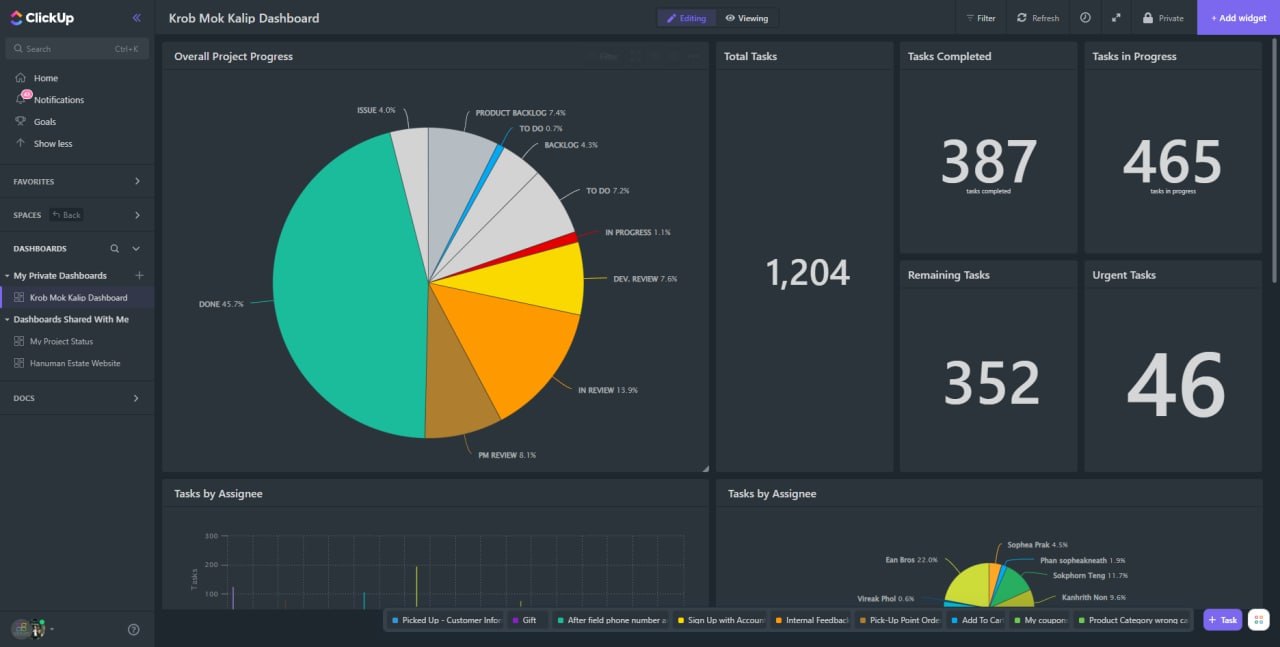 ClickUp
Krob Mok Kalip Dashboard
Editing
Viewing
Filter
Refresh
Private
+ Add widget
Search
Ctrl+K
Home
Notifications
Goals
Show less
FAVORITES
SPACES
Back
DASHBOARDS
My Private Dashboards
Krob Mok Kalip Dashboard
Dashboards Shared With Me
My Project Status
Hanuman Estate Website
DOCS
Overall Project Progress
ISSUE 4.0%
PRODUCT BACKLOG 7.4%
TO DO 0.7%
BACKLOG 4.3%
TO DO 7.2%
IN PROGRESS 1.1%
DEV. REVIEW 7.6%
DONE 45.7%
IN REVIEW 13.9%
PM REVIEW 8.1%
Total Tasks
1,204
Tasks Completed
387
tasks completed
Tasks in Progress
465
tasks in progress
Remaining Tasks
352
Urgent Tasks
46
Tasks by Assignee
300
200
100
Tasks
Tasks by Assignee
Sophea Prak 4.5%
Ean Bros 22.0%
Phan sopheakneath 1.9%
Sokphorn Teng 11.7%
Vireak Phol 0.6%
Kanhrith Non 9.6%
Picked Up - Customer Infor
Gift
After field phone number a
Sign Up with Accoun
Internal Feedback
Pick-Up Point Orde
Add To Car
My coupon
Product Category wrong ca
+ Task